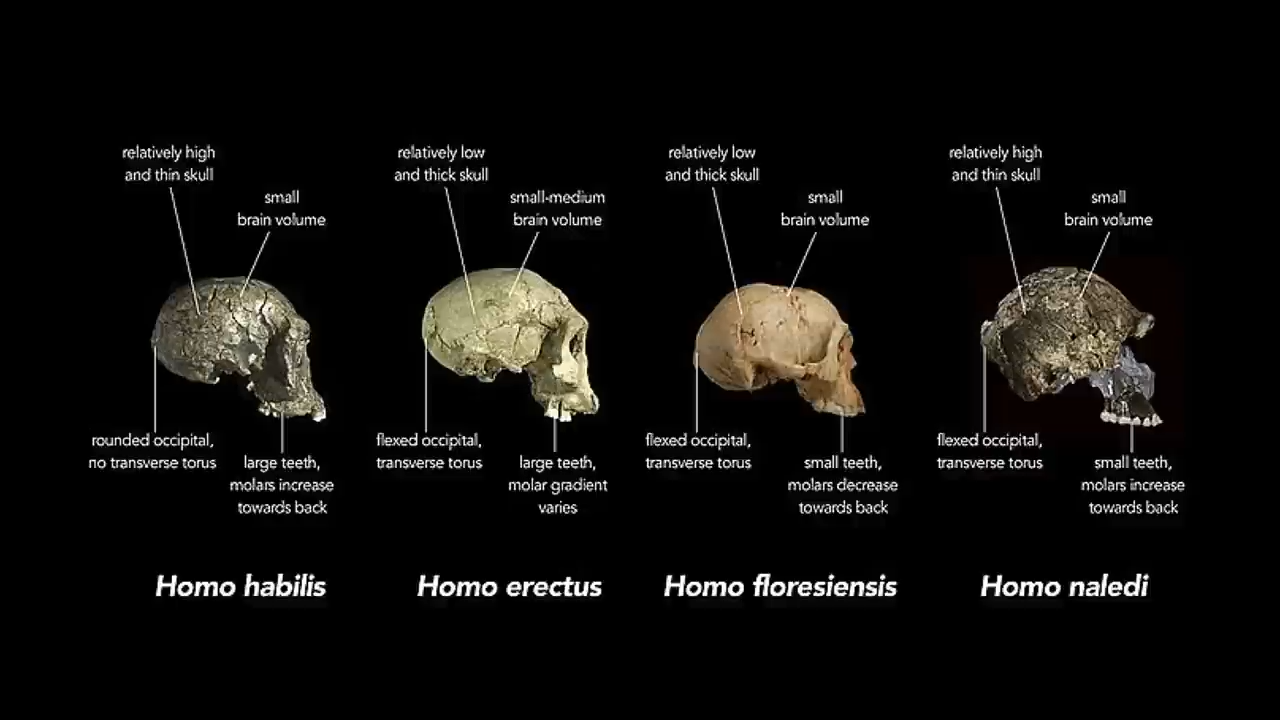 relatively high
and thin skull
small
brain volume
rounded occipital,
no transverse torus
large teeth,
molars increase
towards back
Homo habilis
relatively low
and thick skull
small-medium
brain volume
flexed occipital,
transverse torus
large teeth,
molar gradient
varies
Homo erectus
relatively low
and thick skull
small
brain volume
flexed occipital,
transverse torus
small teeth,
molars decrease
towards back
Homo floresiensis
relatively high
and thin skull
small
brain volume
flexed occipital,
transverse torus
small teeth,
molars increase
towards back
Homo naledi